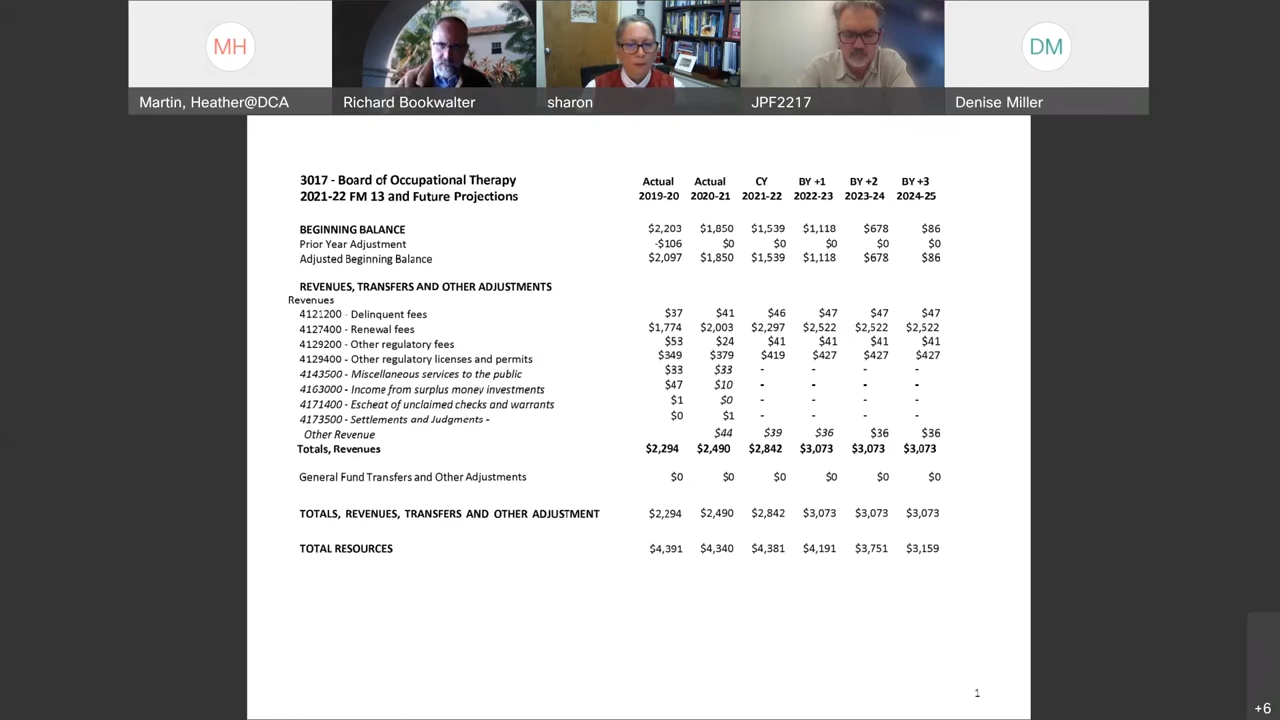 MH
DM
Martin, Heather@DCA
Richard Bookwalter
sharon
JPF2217
Denise Miller
3017 - Board of Occupational Therapy
2021-22 FM 13 and Future Projections
Actual Actual CY BY +1 BY +2 BY +3
2019-20 2020-21 2021-22 2022-23 2023-24 2024-25
BEGINNING BALANCE $2,203 $1,850 $1,539 $1,118 $678 $86
Prior Year Adjustment -$106 $0 $0 $0 $0 $0
Adjusted Beginning Balance $2,097 $1,850 $1,539 $1,118 $678 $86
REVENUES, TRANSFERS AND OTHER ADJUSTMENTS
Revenues
4121200 - Delinquent fees $37 $41 $46 $47 $47 $47
4127400 - Renewal fees $1,774 $2,003 $2,297 $2,522 $2,522 $2,522
4129200 - Other regulatory fees $53 $24 $41 $41 $41 $41
4129400 - Other regulatory licenses and permits $349 $379 $419 $427 $427 $427
4143500 - Miscellaneous services to the public $33 $33 - - - -
4163000 - Income from surplus money investments $47 $10 - - - -
4171400 - Escheat of unclaimed checks and warrants $1 $0 - - - -
4173500 - Settlements and Judgments - $0 $1 - - - -
Other Revenue $44 $39 $36 $36 $36
Totals, Revenues $2,294 $2,490 $2,842 $3,073 $3,073 $3,073
General Fund Transfers and Other Adjustments $0 $0 $0 $0 $0 $0
TOTALS, REVENUES, TRANSFERS AND OTHER ADJUSTMENT $2,294 $2,490 $2,842 $3,073 $3,073 $3,073
TOTAL RESOURCES $4,391 $4,340 $4,381 $4,191 $3,751 $3,159
1
+6